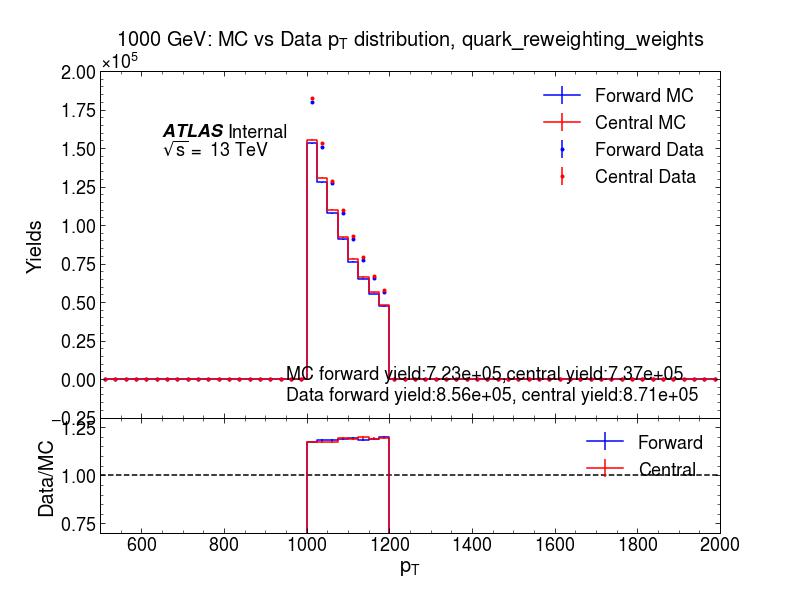 1000 GeV: MC vs Data pT distribution, quark_reweighting_weights
×10⁵
2.00
1.75
1.50
1.25
1.00
0.75
0.50
0.25
0.00
−0.25
Yields
ATLAS Internal
√s = 13 TeV
Forward MC
Central MC
Forward Data
Central Data
MC forward yield:7.23e+05,central yield:7.37e+05
Data forward yield:8.56e+05, central yield:8.71e+05
1.25
1.00
0.75
Data/MC
Forward
Central
600 800 1000 1200 1400 1600 1800 2000
pT